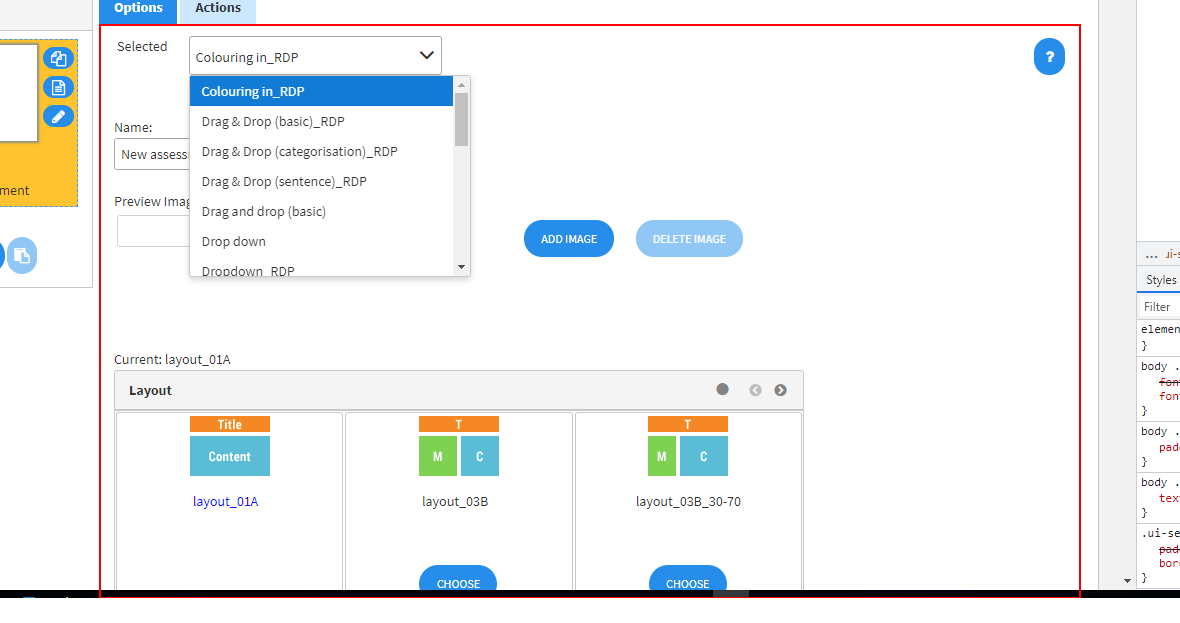 Options
Actions
Selected
Colouring in_RDP
?
Colouring in_RDP
Drag & Drop (basic)_RDP
Drag & Drop (categorisation)_RDP
Drag & Drop (sentence)_RDP
Drag and drop (basic)
Drop down
Dropdown_RDP
Name:
New assess
ment
Preview Imag
ADD IMAGE
DELETE IMAGE
Current: layout_01A
Layout
Title
Content
layout_01A
T
M
C
layout_03B
CHOOSE
T
M
C
layout_03B_30-70
CHOOSE
... .ui-s
Styles
Filter
elemen
}
body .
fon
fon
}
body .
pad
}
body .
tex
}
.ui-se
pad
bor
}